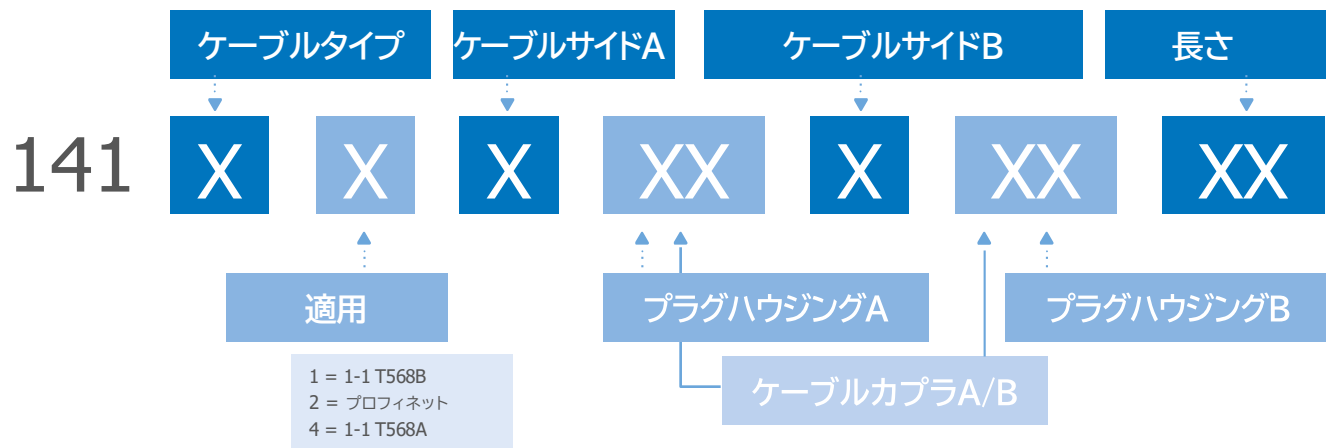 ケーブルタイプ
ケーブルサイドA
ケーブルサイドB
長さ
141 X X X XX X XX XX
適用
プラグハウジングA
プラグハウジングB
1 = 1-1 T568B
2 = プロフィネット
4 = 1-1 T568A
ケーブルカプラA/B